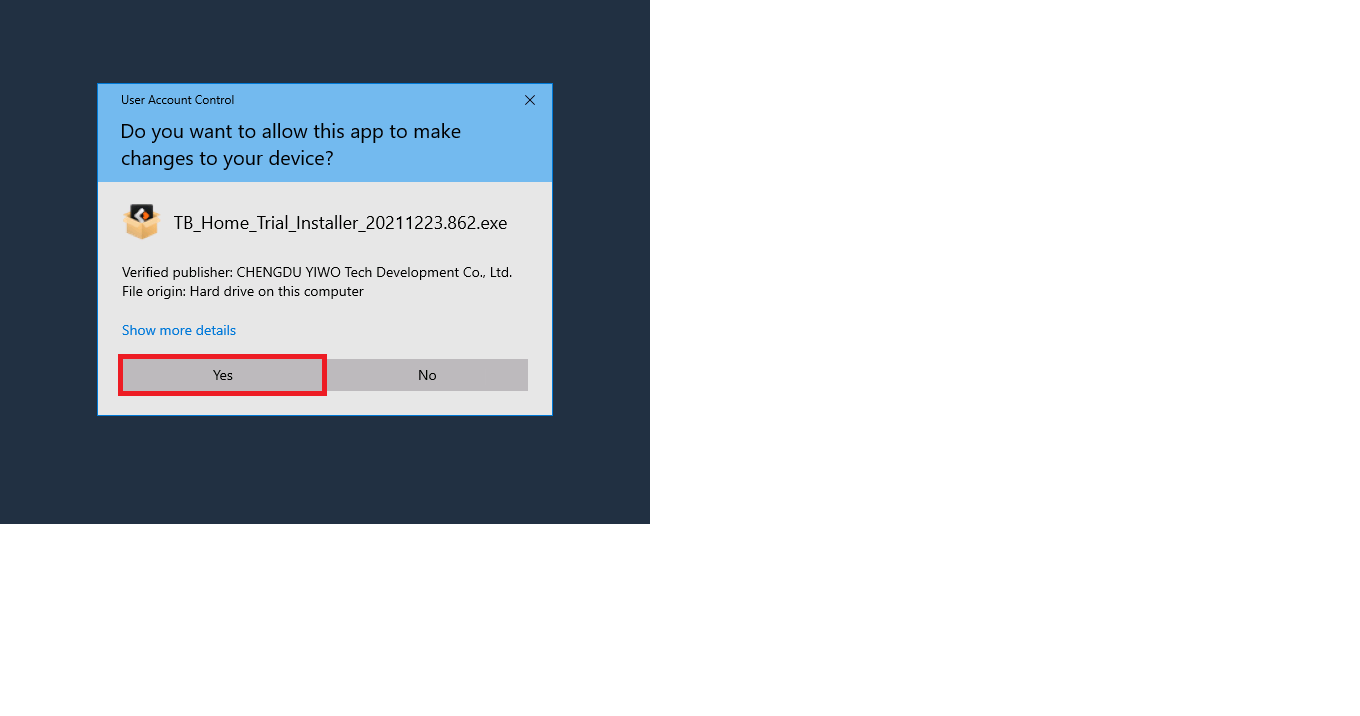 User Account Control
Do you want to allow this app to make
changes to your device?
TB_Home_Trial_Installer_20211223.862.exe
Verified publisher: CHENGDU YIWO Tech Development Co., Ltd.
File origin: Hard drive on this computer
Show more details
Yes
No